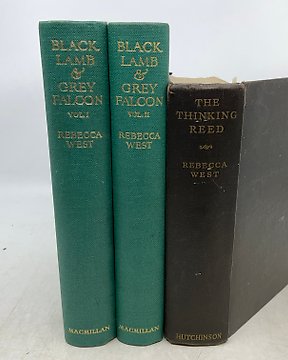 BLACK
LAMB
&
GREY
FALCON
VOL. I
REBECCA
WEST
MACMILLAN
BLACK
LAMB
&
GREY
FALCON
VOL. II
REBECCA
WEST
MACMILLAN
THE
THINKING
REED
REBECCA
WEST
HUTCHINSON